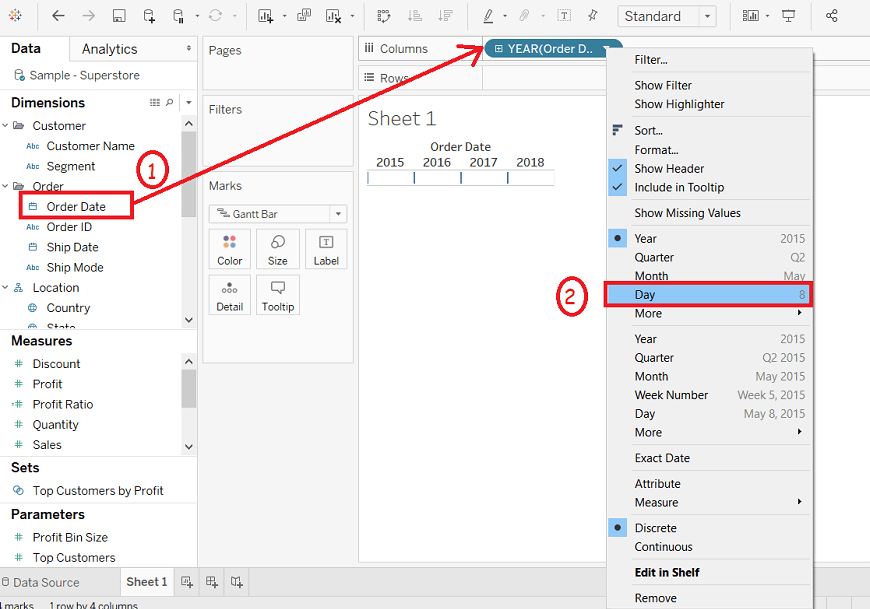 Standard
Data
Analytics
Sample - Superstore
Dimensions
Customer
Abc Customer Name
Abc Segment
Order
Order Date
Abc Order ID
Ship Date
Abc Ship Mode
Location
Country
State
Measures
# Discount
# Profit
# Profit Ratio
# Quantity
# Sales
Sets
Top Customers by Profit
Parameters
# Profit Bin Size
# Top Customers
Pages
Filters
Marks
Gantt Bar
Color Size Label
Detail Tooltip
iii Columns
YEAR(Order D..
Rows
Sheet 1
Order Date
2015 2016 2017 2018
1
2
Filter...
Show Filter
Show Highlighter
Sort...
Format...
Show Header
Include in Tooltip
Show Missing Values
Year 2015
Quarter Q2
Month May
Day 8
More
Year 2015
Quarter Q2 2015
Month May 2015
Week Number Week 5, 2015
Day May 8, 2015
More
Exact Date
Attribute
Measure
Discrete
Continuous
Edit in Shelf
Remove
Data Source
Sheet 1
4 marks 1 row by 4 columns